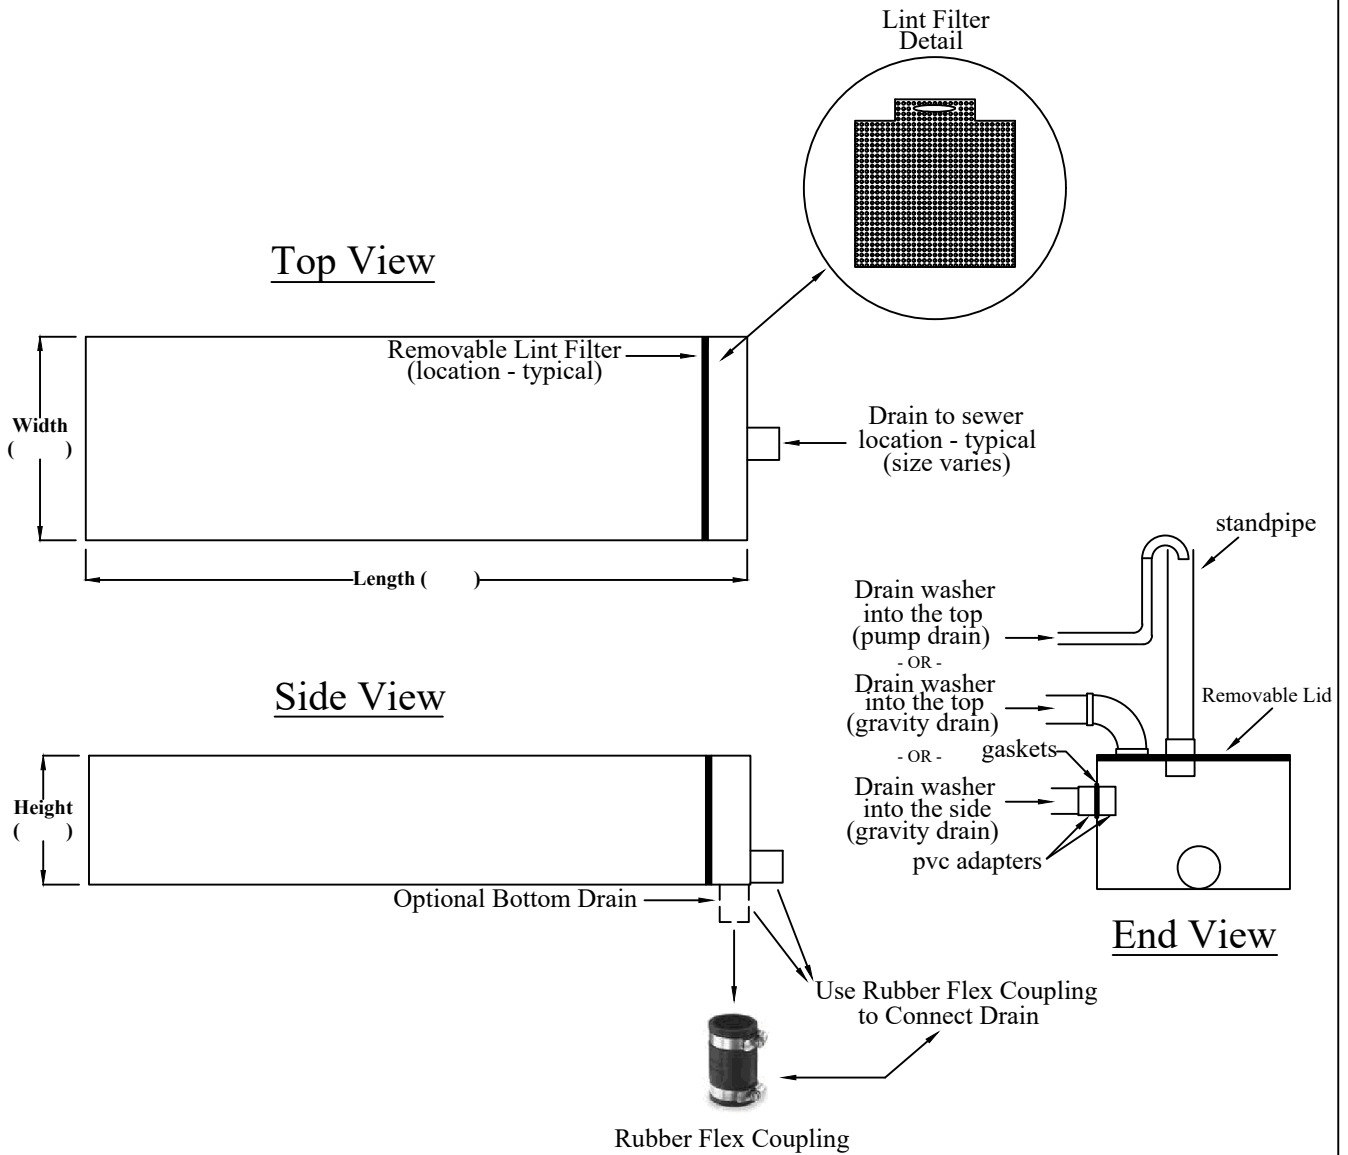 Lint Filter
Detail
Top View
Removable Lint Filter
(location - typical)
Width
( )
Drain to sewer
location - typical
(size varies)
Length ( )
standpipe
Drain washer
into the top
(pump drain)
- OR -
Drain washer
into the top
(gravity drain)
- OR -
Drain washer
into the side
(gravity drain)
gaskets
pvc adapters
Removable Lid
End View
Side View
Height
( )
Optional Bottom Drain
Use Rubber Flex Coupling
to Connect Drain
Rubber Flex Coupling